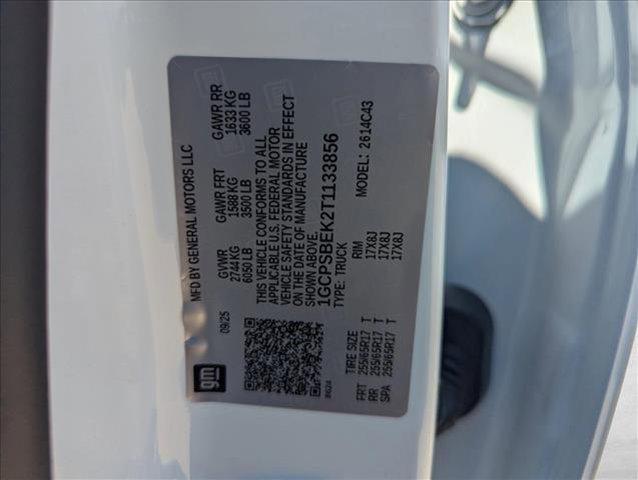 MFD BY GENERAL MOTORS LLC
09/25
GVWR GAWR FRT GAWR RR
2744 KG 1588 KG 1633 KG
6050 LB 3500 LB 3600 LB
THIS VEHICLE CONFORMS TO ALL
APPLICABLE U.S. FEDERAL MOTOR
VEHICLE SAFETY STANDARDS IN EFFECT
ON THE DATE OF MANUFACTURE
SHOWN ABOVE.
1GCPSBEK2T1133856
TYPE: TRUCK MODEL: 2614C43
gm
TIRE SIZE RIM
FRT 255/65R17 T 17X8J
RR 255/65R17 T 17X8J
SPA 255/65R17 T 17X8J